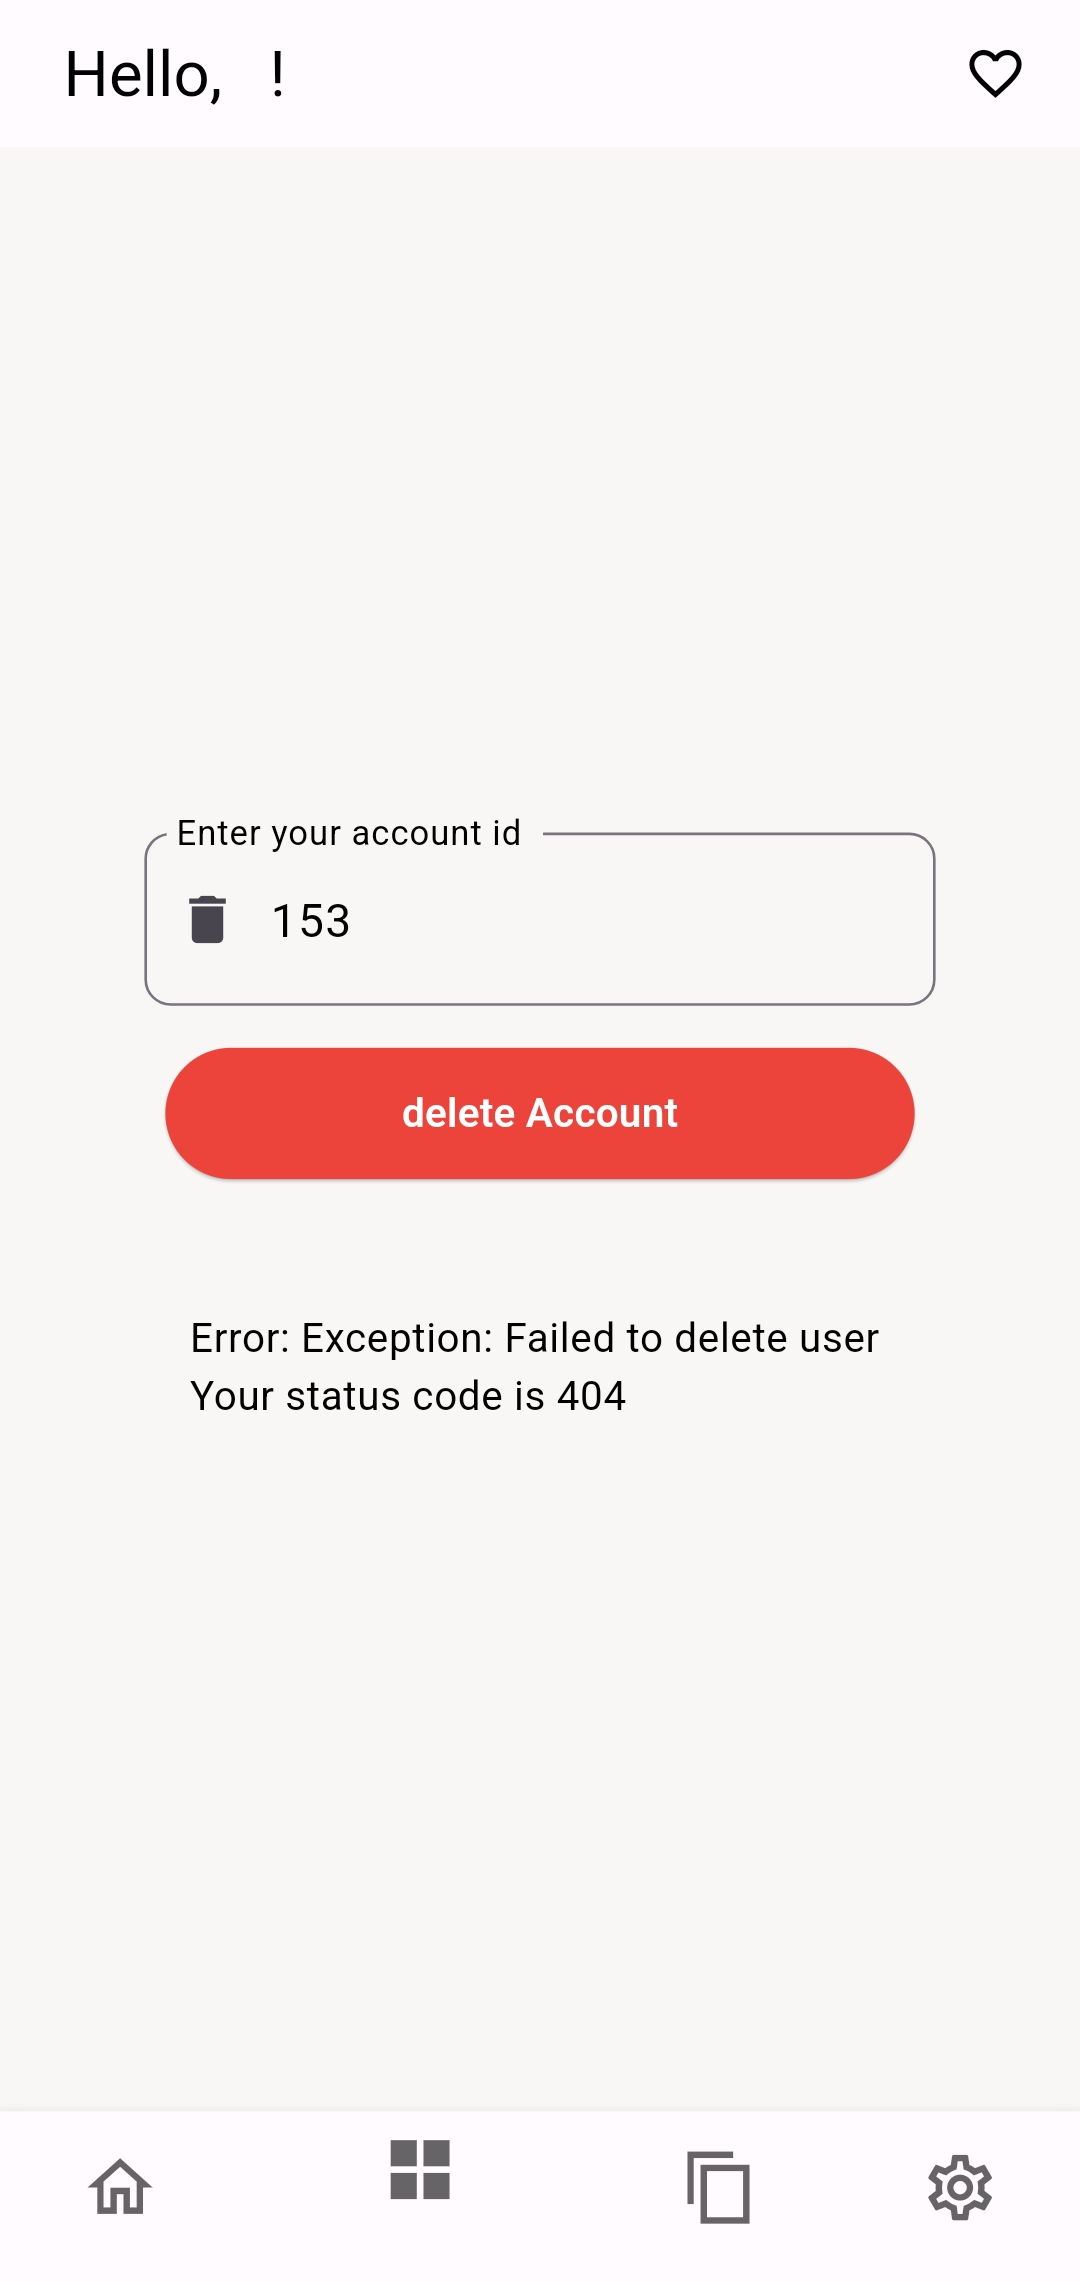 Hello,   !
Enter your account id
153
delete Account
Error: Exception: Failed to delete user
Your status code is 404